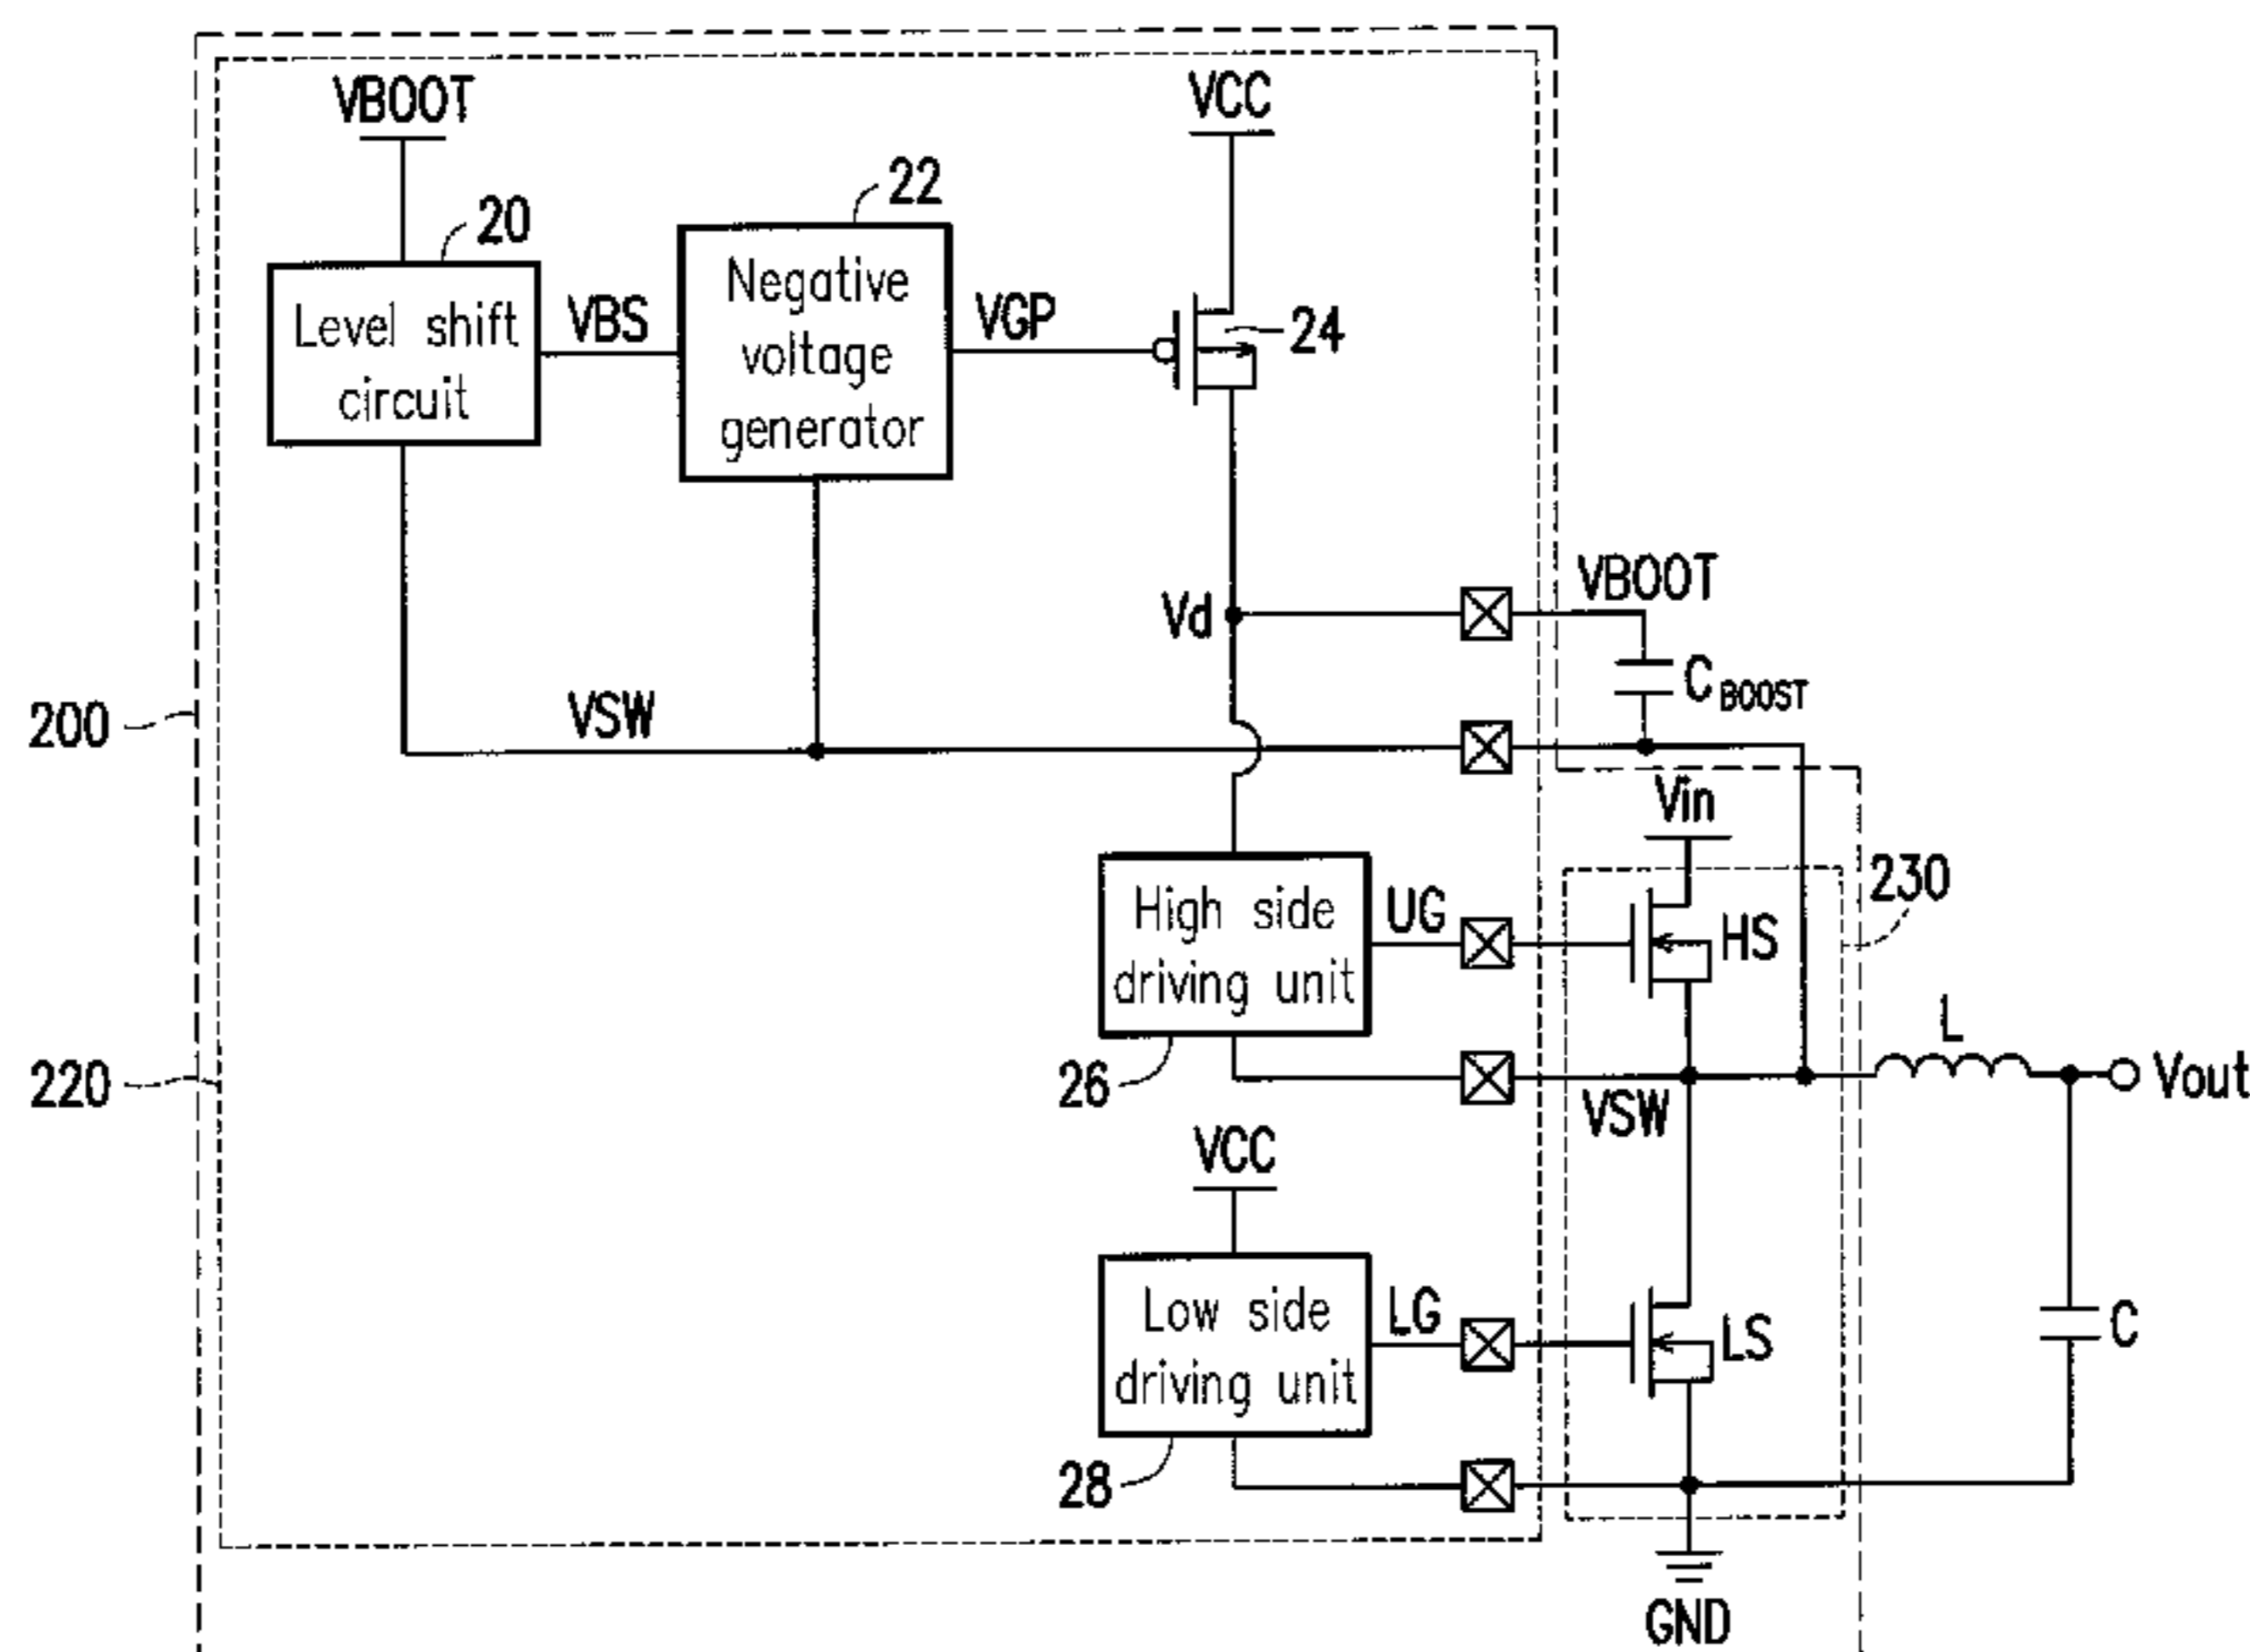 VBOOT
VCC
22
20
Negative
voltage
generator
Level shift
circuit
VBS
VGP
24
VBOOT
Vd
C BOOST
200
VSW
Vin
230
High side
driving unit
UG
HS
L
220
26
VSW
Vout
VCC
Low side
driving unit
LG
LS
C
28
GND